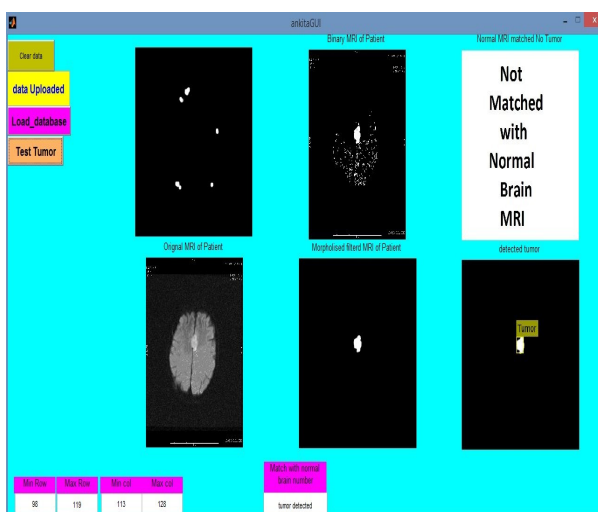 ankitaGUI
Clear data
data Uploaded
Load_database
Test Tumor
Binary MRI of Patient
Normal MRI matched No Tumor
Not
Matched
with
Normal
Brain
MRI
Orignal MRI of Patient
Morpholised filterd MRI of Patient
detected tumor
Tumor
Min Row
Max Row
Min col
Max col
98
119
113
128
Match with normal
brain number
tumor detected